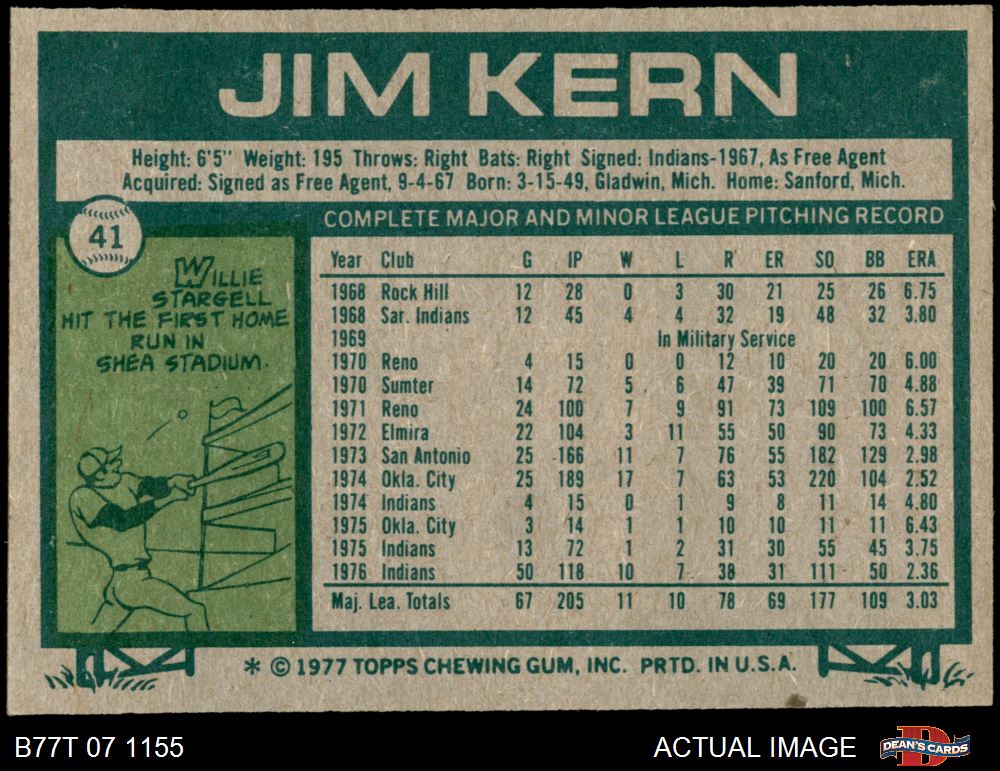 JIM KERN
Height: 6'5" Weight: 195 Throws: Right Bats: Right Signed: Indians-1967, As Free Agent
Acquired: Signed as Free Agent, 9-4-67 Born: 3-15-49, Gladwin, Mich. Home: Sanford, Mich.
41
WILLIE
STARGELL
HIT THE FIRST HOME
RUN IN
SHEA STADIUM.
COMPLETE MAJOR AND MINOR LEAGUE PITCHING RECORD
Year Club G IP W L R ER SO BB ERA
1968 Rock Hill 12 28 0 3 30 21 25 26 6.75
1968 Sar. Indians 12 45 4 4 32 19 48 32 3.80
1969 In Military Service
1970 Reno 4 15 0 0 12 10 20 20 6.00
1970 Sumter 14 72 5 6 47 39 71 70 4.88
1971 Reno 24 100 7 9 91 73 109 100 6.57
1972 Elmira 22 104 3 11 55 50 90 73 4.33
1973 San Antonio 25 166 11 7 76 55 182 129 2.98
1974 Okla. City 25 189 17 7 63 53 220 104 2.52
1974 Indians 4 15 0 1 9 8 11 14 4.80
1975 Okla. City 3 14 1 1 10 10 11 11 6.43
1975 Indians 13 72 1 2 31 30 55 45 3.75
1976 Indians 50 118 10 7 38 31 111 50 2.36
Maj. Lea. Totals 67 205 11 10 78 69 177 109 3.03
* © 1977 TOPPS CHEWING GUM, INC. PRTD. IN U.S.A.
B77T 07 1155
ACTUAL IMAGE
DEAN'S CARDS